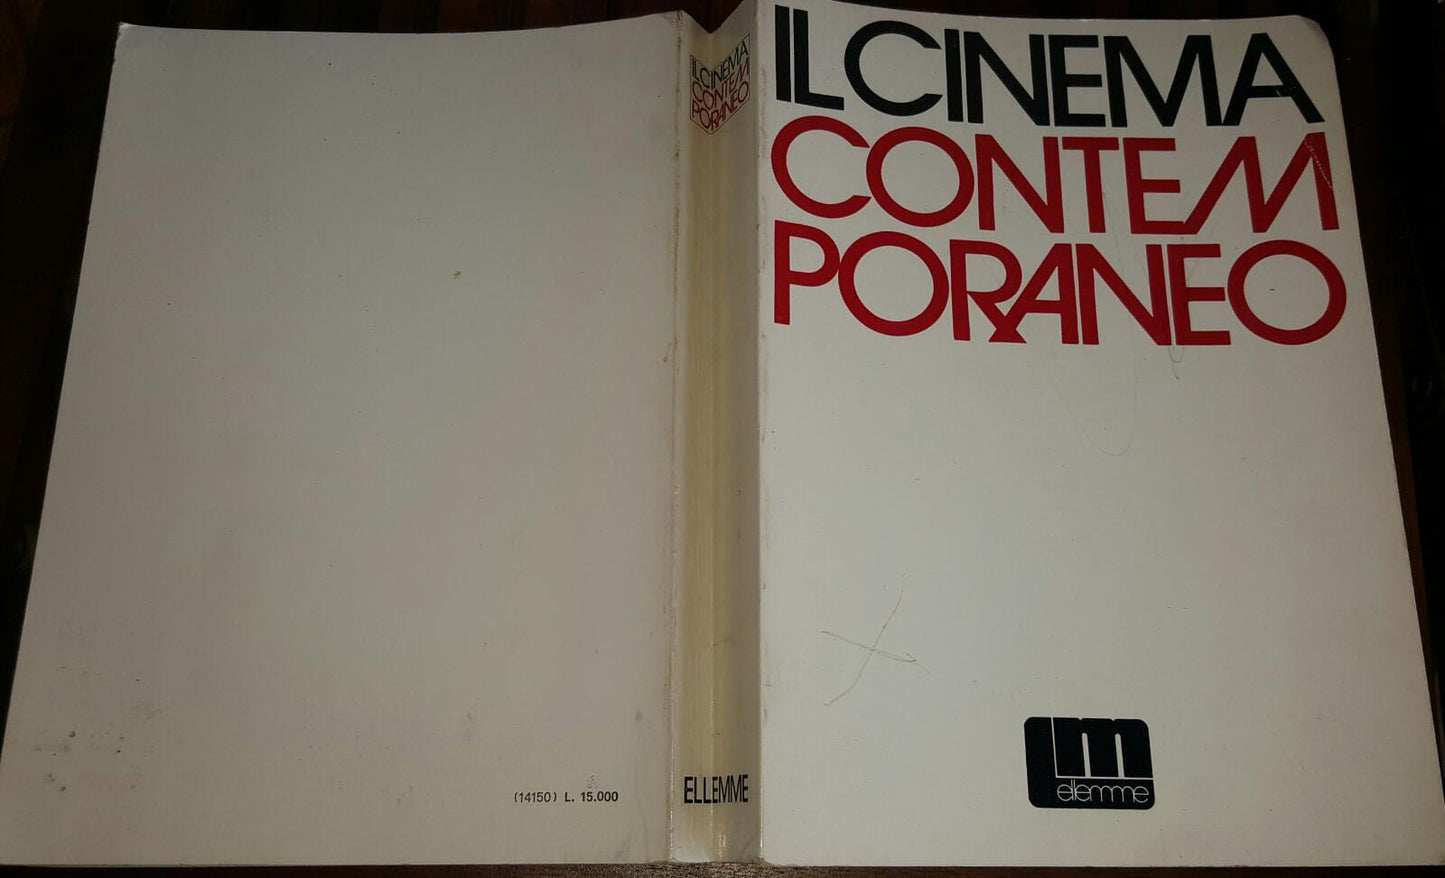 IL CINEMA
CONTEM
PORANEO
lm
ellemme
IL CINEMA
CONTEM
PORANEO
ELLEMME
(14150) L. 15.000